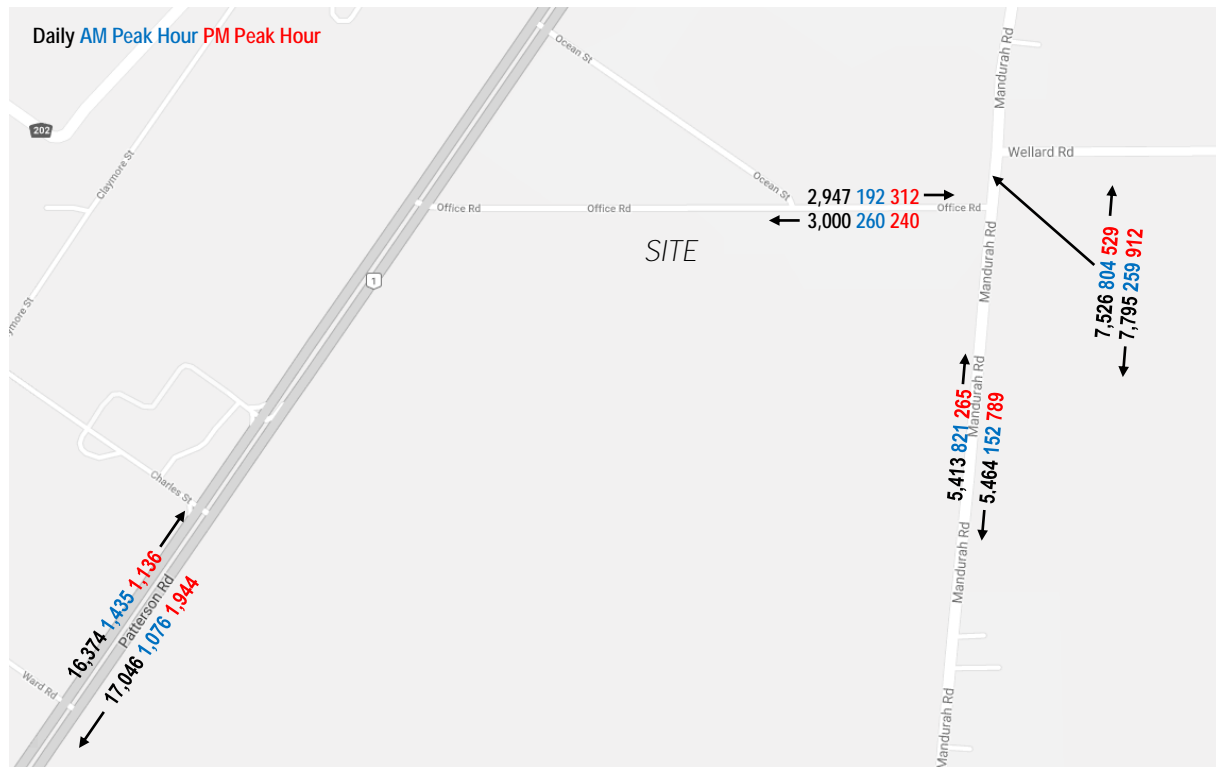 Daily AM Peak Hour PM Peak Hour
Mandurah Rd
Ocean St
202
Claymore St
Wellard Rd
Ocean St
2,947 192 312
Office Rd
Office Rd
Office Rd
3,000 260 240
SITE
Mandurah Rd
7,526 804 529
7,795 259 912
1
aymore St
Mandurah Rd
5,413 821 265
5,464 152 789
Charles St
Mandurah Rd
16,374 1,435 1,136
Patterson Rd
17,046 1,076 1,944
Ward Rd
Mandurah Rd